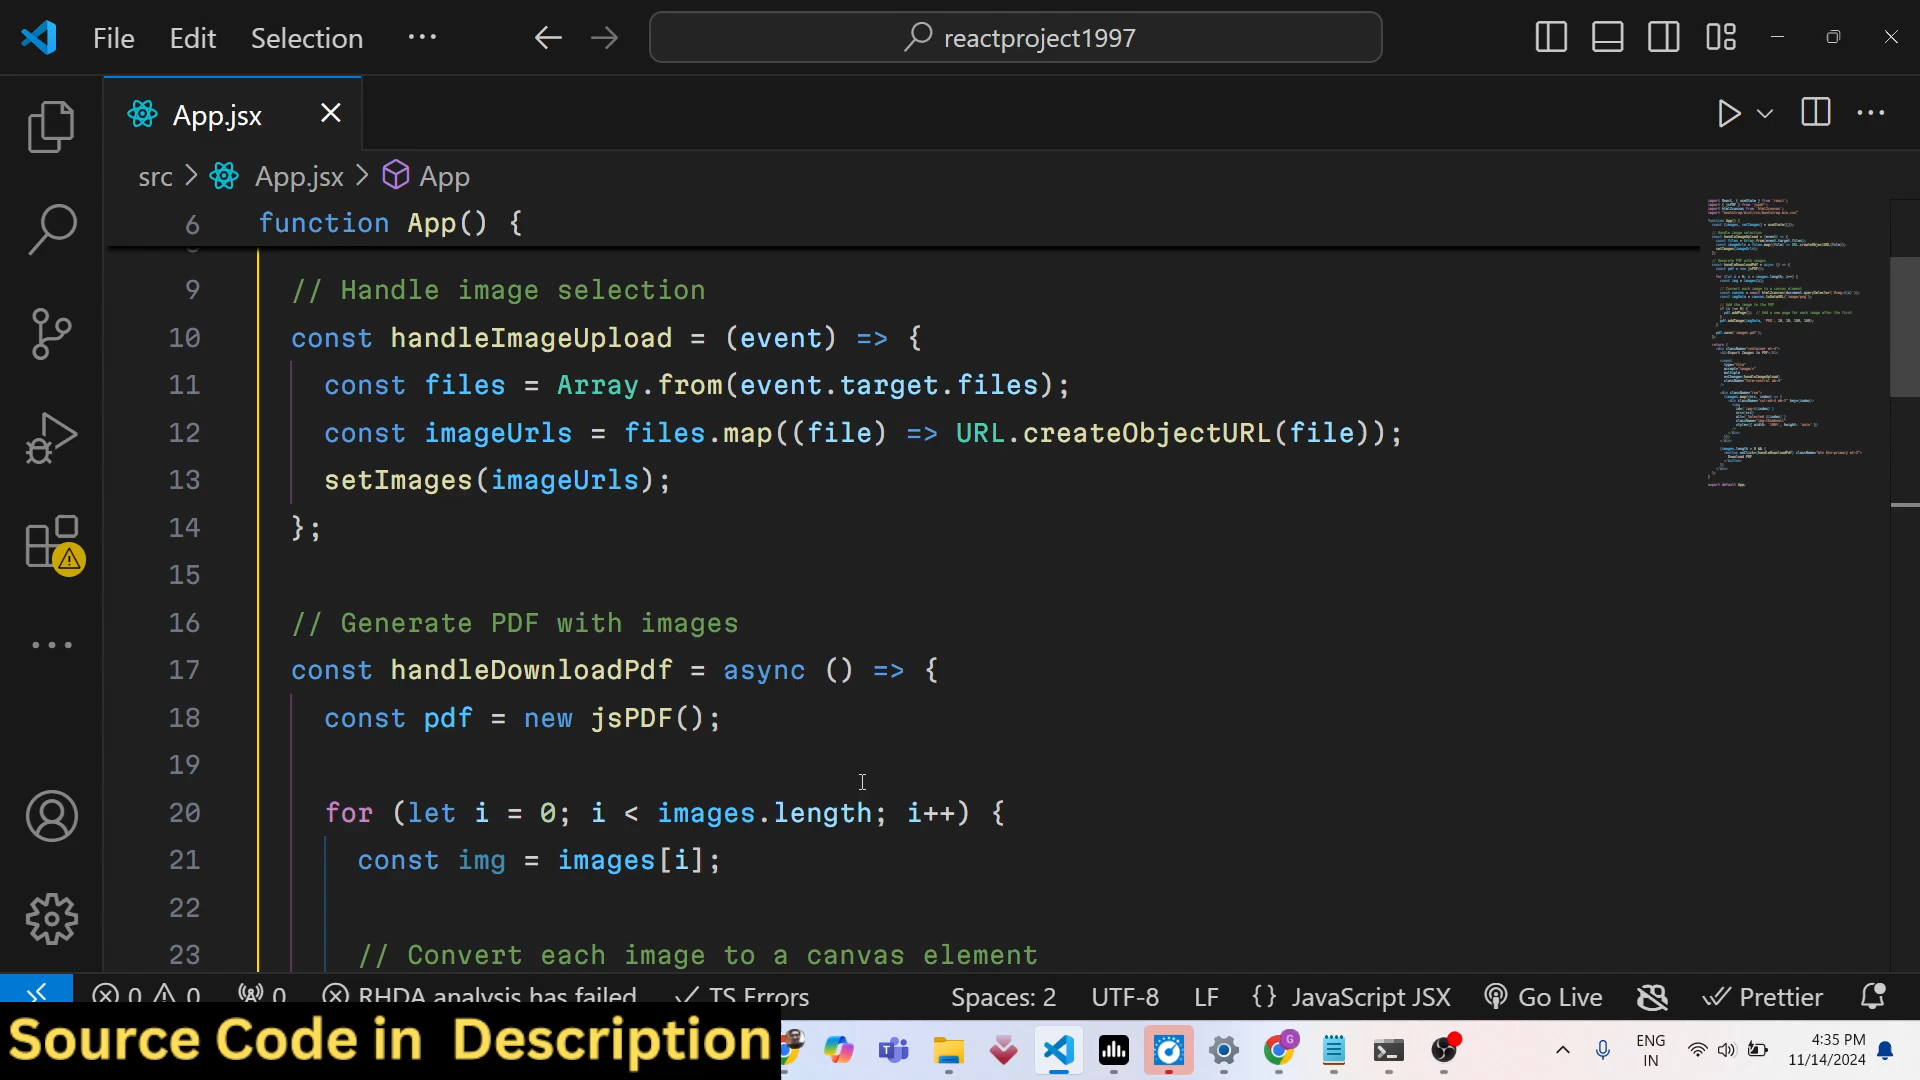 File Edit Selection ··· reactproject1997
App.jsx
src > App.jsx > App
6 function App() {
9 // Handle image selection
10 const handleImageUpload = (event) => {
11 const files = Array.from(event.target.files);
12 const imageUrls = files.map((file) => URL.createObjectURL(file));
13 setImages(imageUrls);
14 };
15
16 // Generate PDF with images
17 const handleDownloadPdf = async () => {
18 const pdf = new jsPDF();
19
20 for (let i = 0; i < images.length; i++) {
21 const img = images[i];
22
23 // Convert each image to a canvas element
0 0 0 RHDA analysis has failed TS Errors Spaces: 2 UTF-8 LF {} JavaScript JSX Go Live Prettier
Source Code in Description
ENG IN 4:35 PM
11/14/2024